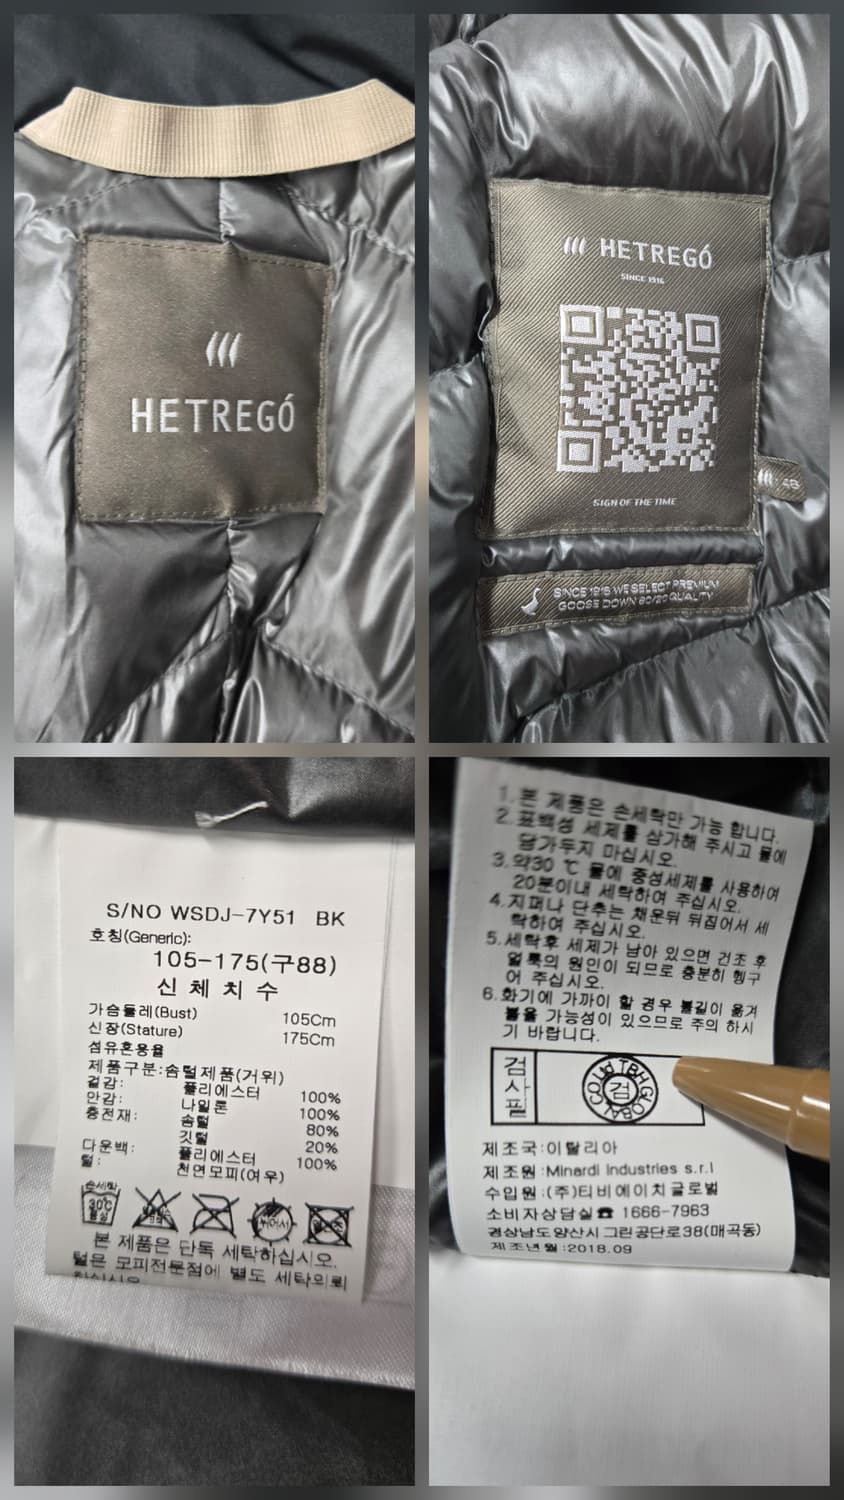 HETREGÓ
HETREGÓ
SINCE 1916
SIGN OF THE TIME
48
SINCE 1916 WE SELECT PREMIUM
GOOSE DOWN 80/20 QUALITY
S/NO WSDJ-7Y51 BK
호칭(Generic):
105-175(구88)
신 체 치 수
가슴둘레(Bust) 105Cm
신장(Stature) 175Cm
섬유혼용율
제품구분:솜털제품(거위)
겉감: 폴리에스터 100%
안감: 나일론 100%
충전재: 솜털 80%
깃털 20%
다운백: 폴리에스터 100%
털: 천연모피(여우)
손세탁
30℃
중성
본 제품은 단독 세탁하십시오.
털은 모피전문점에 별도 세탁의뢰
하십시오
1.본 제품은 손세탁만 가능 합니다.
2.표백성 세제를 삼가해 주시고 물에
담가두지 마십시오.
3.약30 ℃ 물에 중성세제를 사용하여
20분이내 세탁하여 주십시오.
4.지퍼나 단추는 채운뒤 뒤집어서 세
탁하여 주십시오.
5.세탁후 세제가 남아 있으면 건조 후
얼룩의 원인이 되므로 충분히 헹구
어 주십시오.
6.화기에 가까이 할 경우 불길이 옮겨
붙을 가능성이 있으므로 주의 하시
기 바랍니다.
검사필
TBH GLOBAL CO.LTD
검
제조국:이탈리아
제조원:Minardi Industries s.r.l
수입원:(주)티비에이치글로벌
소비자상담실☎ 1666-7963
경상남도양산시그린공단로38(매곡동)
제조년월:2018.09